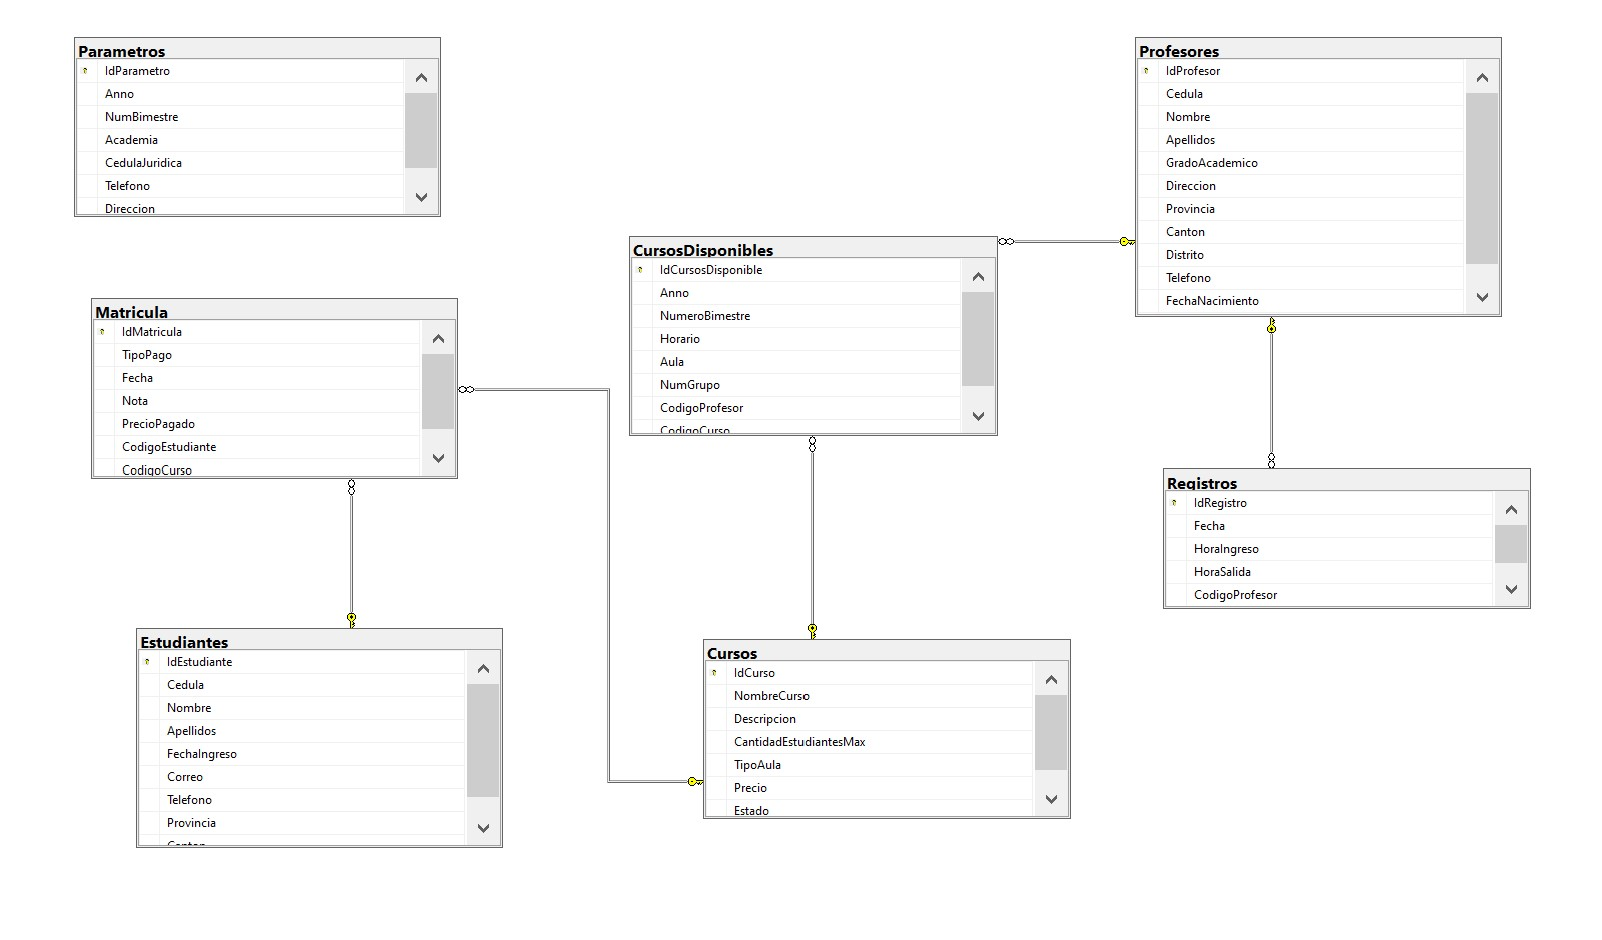 Parametros
IdParametro
Anno
NumBimestre
Academia
CedulaJuridica
Telefono
Direccion
Profesores
IdProfesor
Cedula
Nombre
Apellidos
GradoAcademico
Direccion
Provincia
Canton
Distrito
Telefono
FechaNacimiento
CursosDisponibles
IdCursosDisponible
Anno
NumeroBimestre
Horario
Aula
NumGrupo
CodigoProfesor
CodigoCurso
Matricula
IdMatricula
TipoPago
Fecha
Nota
PrecioPagado
CodigoEstudiante
CodigoCurso
Registros
IdRegistro
Fecha
HoraIngreso
HoraSalida
CodigoProfesor
Estudiantes
IdEstudiante
Cedula
Nombre
Apellidos
FechaIngreso
Correo
Telefono
Provincia
Canton
Cursos
IdCurso
NombreCurso
Descripcion
CantidadEstudiantesMax
TipoAula
Precio
Estado